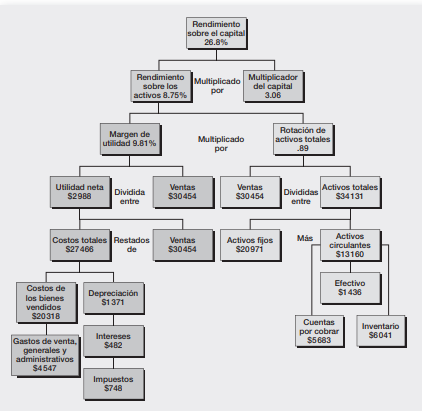 Rendimiento
sobre el capital
26.8%
Rendimiento
sobre los
activos 8.75%
Multiplicado
por
Multiplicador
del capital
3.06
Margen de
utilidad 9.81%
Multiplicado
por
Rotación de
activos totales
.89
Utilidad neta
$2988
Dividida
entre
Ventas
$30454
Ventas
$30454
Divididas
entre
Activos totales
$34131
Costos totales
$27466
Restados
de
Ventas
$30454
Activos fijos
$20971
Más
Activos
circulantes
$13160
Costos de
los bienes
vendidos
$20318
Depreciación
$1371
Efectivo
$1436
Gastos de venta,
generales y
administrativos
$4547
Intereses
$482
Cuentas
por cobrar
$5683
Inventario
$6041
Impuestos
$748